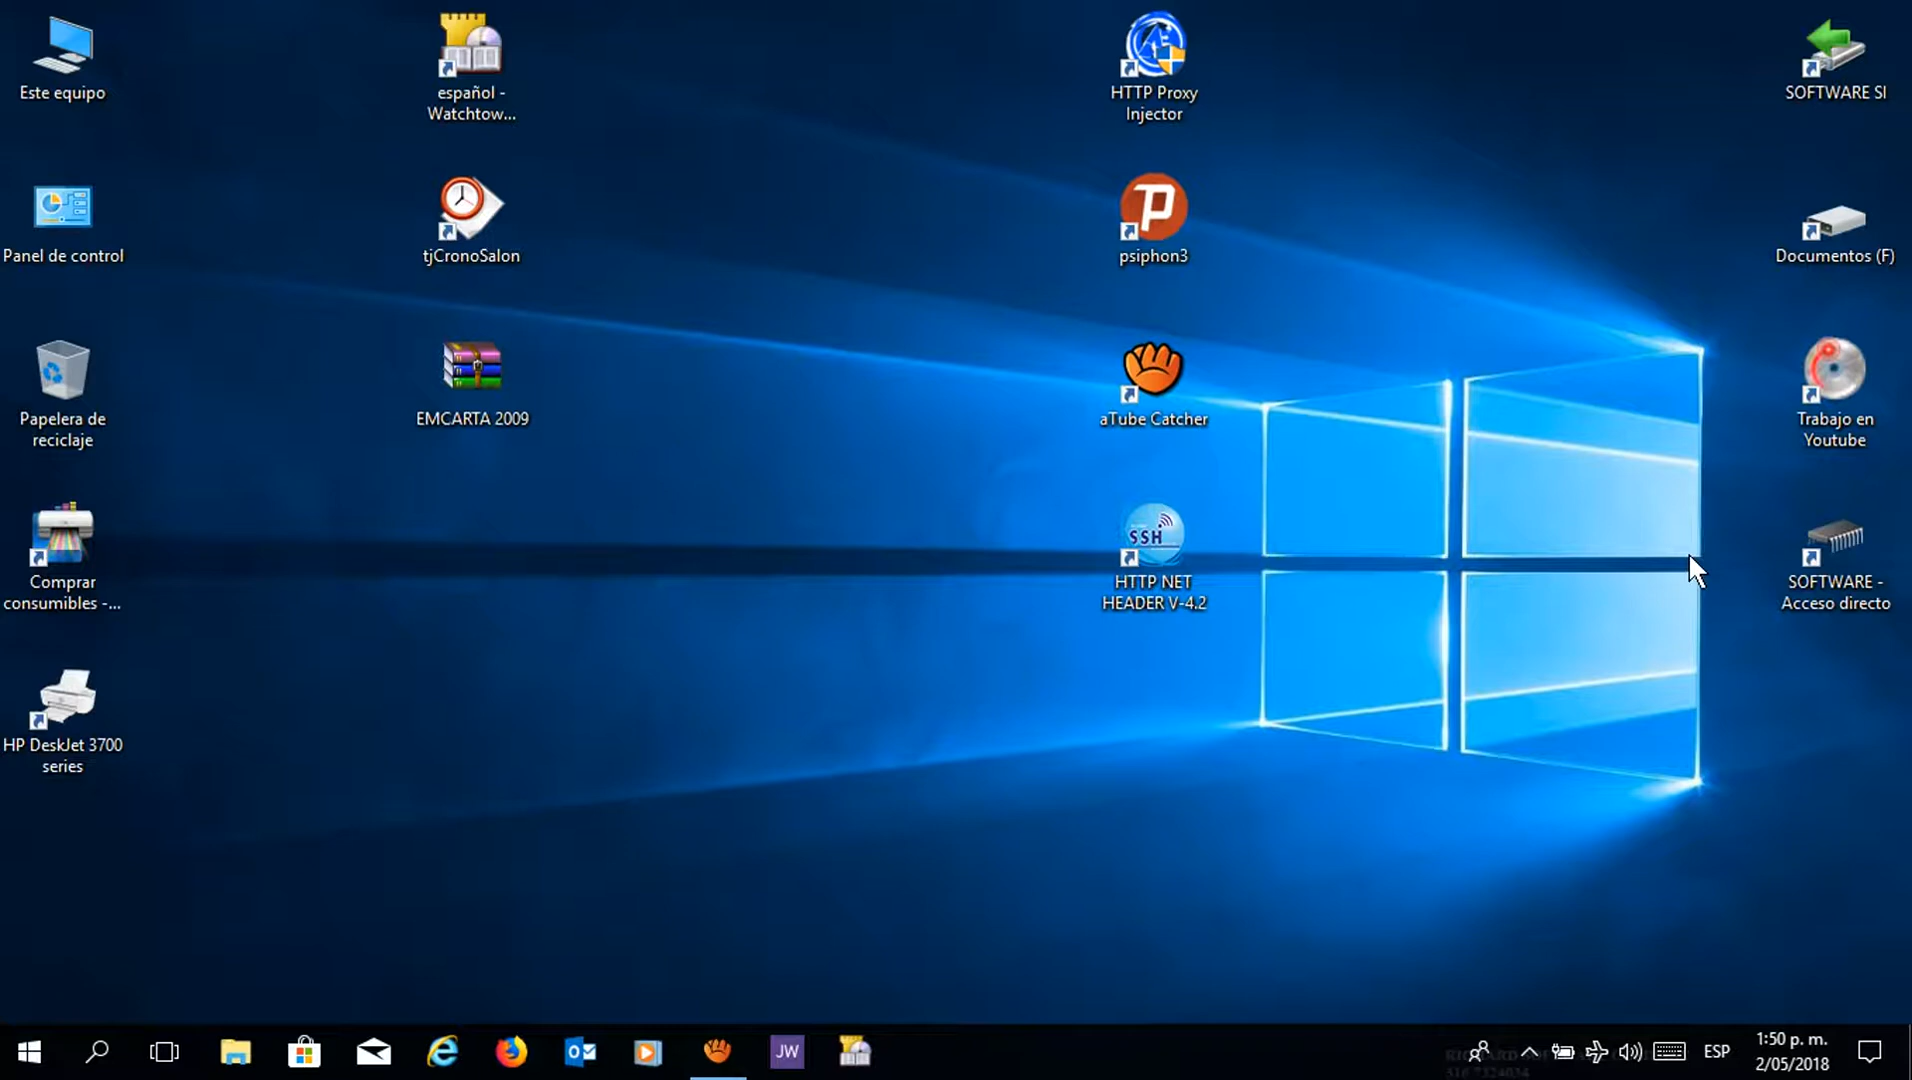 Este equipo
español -
Watchtow...
HTTP Proxy
Injector
SOFTWARE SI
Panel de control
tjCronoSalon
psiphon3
Documentos (F)
Papelera de
reciclaje
EMCARTA 2009
aTube Catcher
Trabajo en
Youtube
Comprar
consumibles -...
SSH
HTTP NET
HEADER V-4.2
SOFTWARE -
Acceso directo
HP DeskJet 3700
series
JW
ESP
1:50 p. m.
2/05/2018